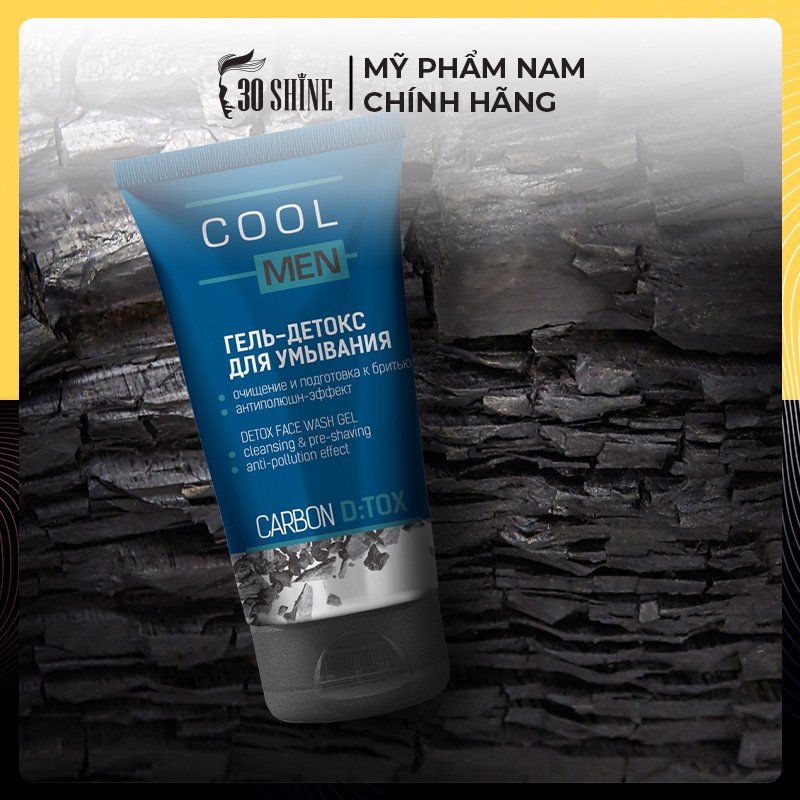 30 SHINE
MỸ PHẨM NAM
CHÍNH HÃNG
COOL
MEN
ГЕЛЬ-ДЕТОКС
ДЛЯ УМЫВАНИЯ
очищение и подготовка к бритью
антиполюшн-эффект
DETOX FACE WASH GEL
cleansing & pre-shaving
anti-pollution effect
CARBON D:TOX